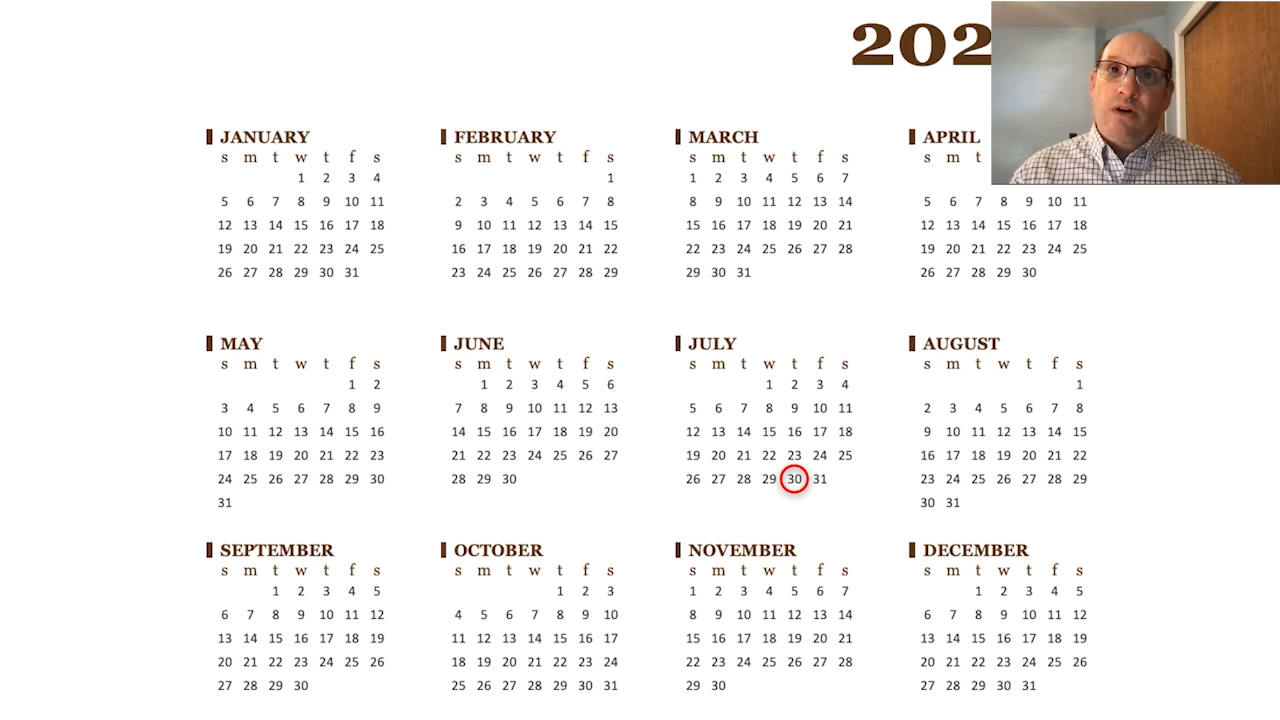 202
JANUARY
s m t w t f s
1 2 3 4
5 6 7 8 9 10 11
12 13 14 15 16 17 18
19 20 21 22 23 24 25
26 27 28 29 30 31
FEBRUARY
s m t w t f s
1
2 3 4 5 6 7 8
9 10 11 12 13 14 15
16 17 18 19 20 21 22
23 24 25 26 27 28 29
MARCH
s m t w t f s
1 2 3 4 5 6 7
8 9 10 11 12 13 14
15 16 17 18 19 20 21
22 23 24 25 26 27 28
29 30 31
APRIL
s m t
5 6 7 8 9 10 11
12 13 14 15 16 17 18
19 20 21 22 23 24 25
26 27 28 29 30
MAY
s m t w t f s
1 2
3 4 5 6 7 8 9
10 11 12 13 14 15 16
17 18 19 20 21 22 23
24 25 26 27 28 29 30
31
JUNE
s m t w t f s
1 2 3 4 5 6
7 8 9 10 11 12 13
14 15 16 17 18 19 20
21 22 23 24 25 26 27
28 29 30
JULY
s m t w t f s
1 2 3 4
5 6 7 8 9 10 11
12 13 14 15 16 17 18
19 20 21 22 23 24 25
26 27 28 29 30 31
AUGUST
s m t w t f s
1
2 3 4 5 6 7 8
9 10 11 12 13 14 15
16 17 18 19 20 21 22
23 24 25 26 27 28 29
30 31
SEPTEMBER
s m t w t f s
1 2 3 4 5
6 7 8 9 10 11 12
13 14 15 16 17 18 19
20 21 22 23 24 25 26
27 28 29 30
OCTOBER
s m t w t f s
1 2 3
4 5 6 7 8 9 10
11 12 13 14 15 16 17
18 19 20 21 22 23 24
25 26 27 28 29 30 31
NOVEMBER
s m t w t f s
1 2 3 4 5 6 7
8 9 10 11 12 13 14
15 16 17 18 19 20 21
22 23 24 25 26 27 28
29 30
DECEMBER
s m t w t f s
1 2 3 4 5
6 7 8 9 10 11 12
13 14 15 16 17 18 19
20 21 22 23 24 25 26
27 28 29 30 31